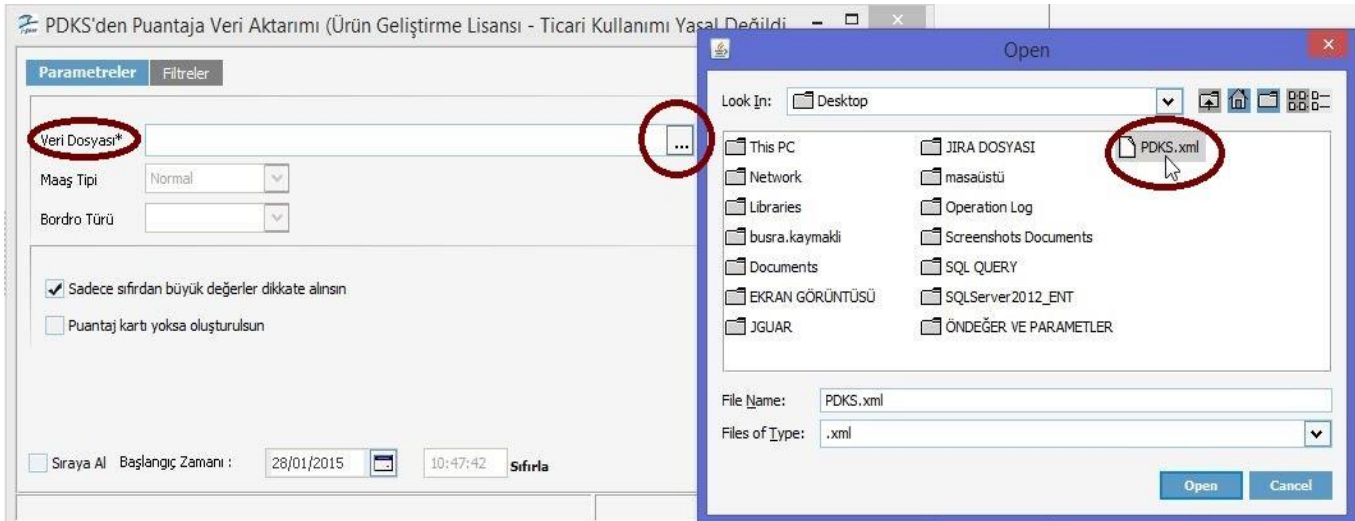 PDKS'den Puantaja Veri Aktarımı (Ürün Geliştirme Lisansı - Ticari Kullanımı Yasal Değildi
Parametreler Filtreler
Veri Dosyası* ...
Maaş Tipi Normal
Bordro Türü
Sadece sıfırdan büyük değerler dikkate alınsın
Puantaj kartı yoksa oluşturulsun
Sıraya Al Başlangıç Zamanı : 28/01/2015 10:47:42 Sıfırla
Open
Look In: Desktop
This PC JIRA DOSYASI PDKS.xml
Network masaüstü
Libraries Operation Log
busra.kaymakli Screenshots Documents
Documents SQL QUERY
EKRAN GÖRÜNTÜSÜ SQLServer2012_ENT
JGUAR ÖNDEĞER VE PARAMETLER
File Name: PDKS.xml
Files of Type: .xml
Open Cancel